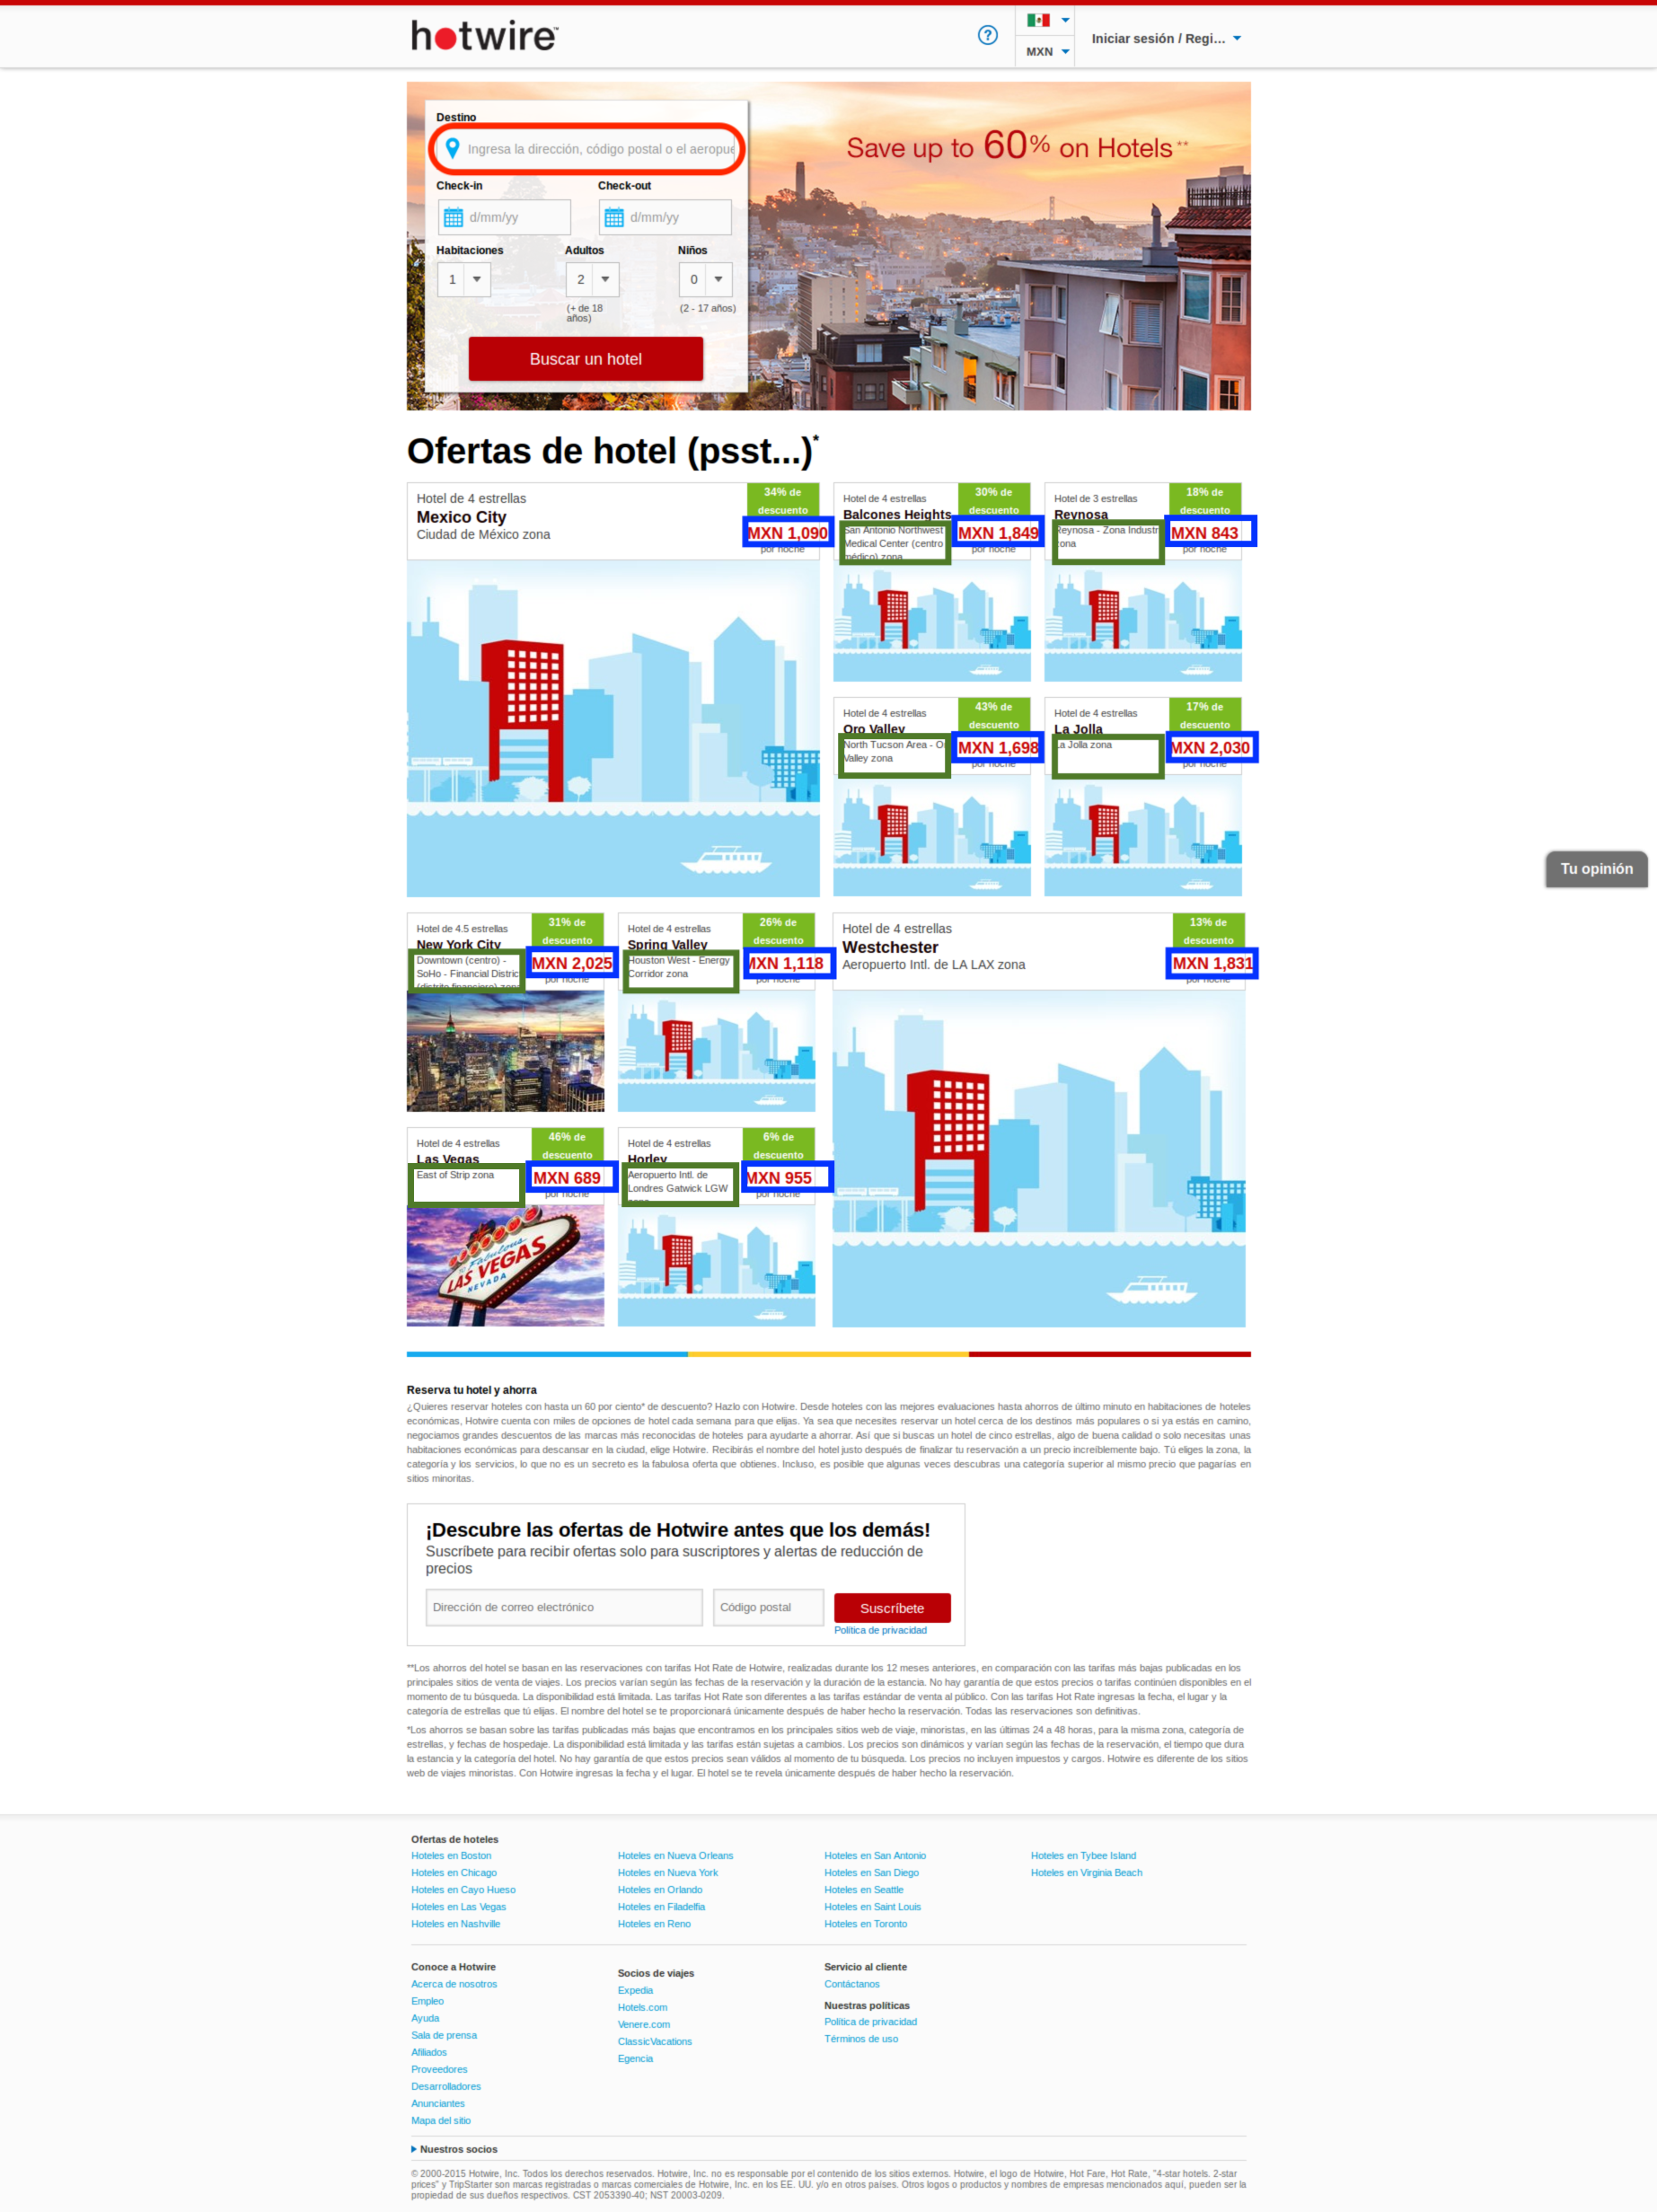 hotwire™
?
MXN
Iniciar sesión / Regi...
Destino
Ingresa la dirección, código postal o el aeropue
Check-in
Check-out
d/mm/yy
d/mm/yy
Habitaciones
Adultos
Niños
1
2
0
(+ de 18
años)
(2 - 17 años)
Buscar un hotel
Save up to 60% on Hotels**
Ofertas de hotel (psst...)*
Hotel de 4 estrellas
Mexico City
Ciudad de México zona
34% de
descuento
MXN 1,090
por noche
Hotel de 4 estrellas
Balcones Heights
San Antonio Northwest
Medical Center (centro
médico) zona
30% de
descuento
MXN 1,849
por noche
Hotel de 3 estrellas
Reynosa
Reynosa - Zona Industr
zona
18% de
descuento
MXN 843
por noche
Hotel de 4 estrellas
Oro Valley
North Tucson Area - O
Valley zona
43% de
descuento
MXN 1,698
por noche
Hotel de 4 estrellas
La Jolla
La Jolla zona
17% de
descuento
MXN 2,030
por noche
Tu opinión
Hotel de 4.5 estrellas
New York City
Downtown (centro) -
SoHo - Financial Distric
(distrito financiero) zona
31% de
descuento
MXN 2,025
por noche
Hotel de 4 estrellas
Spring Valley
Houston West - Energy
Corridor zona
26% de
descuento
MXN 1,118
por noche
Hotel de 4 estrellas
Westchester
Aeropuerto Intl. de LA LAX zona
13% de
descuento
MXN 1,831
por noche
Hotel de 4 estrellas
Las Vegas
East of Strip zona
46% de
descuento
MXN 689
por noche
Fabulous
LAS VEGAS
NEVADA
Hotel de 4 estrellas
Horley
Aeropuerto Intl. de
Londres Gatwick LGW
6% de
descuento
MXN 955
por noche
Reserva tu hotel y ahorra
¿Quieres reservar hoteles con hasta un 60 por ciento* de descuento? Hazlo con Hotwire. Desde hoteles con las mejores evaluaciones hasta ahorros de último minuto en habitaciones de hoteles
económicas, Hotwire cuenta con miles de opciones de hotel cada semana para que elijas. Ya sea que necesites reservar un hotel cerca de los destinos más populares o si ya estás en camino,
negociamos grandes descuentos de las marcas más reconocidas de hoteles para ayudarte a ahorrar. Así que si buscas un hotel de cinco estrellas, algo de buena calidad o solo necesitas unas
habitaciones económicas para descansar en la ciudad, elige Hotwire. Recibirás el nombre del hotel justo después de finalizar tu reservación a un precio increíblemente bajo. Tú eliges la zona, la
categoría y los servicios, lo que no es un secreto es la fabulosa oferta que obtienes. Incluso, es posible que algunas veces descubras una categoría superior al mismo precio que pagarías en
sitios minoritas.
¡Descubre las ofertas de Hotwire antes que los demás!
Suscríbete para recibir ofertas solo para suscriptores y alertas de reducción de
precios
Dirección de correo electrónico
Código postal
Suscríbete
Política de privacidad
**Los ahorros del hotel se basan en las reservaciones con tarifas Hot Rate de Hotwire, realizadas durante los 12 meses anteriores, en comparación con las tarifas más bajas publicadas en los
principales sitios de venta de viajes. Los precios varían según las fechas de la reservación y la duración de la estancia. No hay garantía de que estos precios o tarifas continúen disponibles en el
momento de tu búsqueda. La disponibilidad está limitada. Las tarifas Hot Rate son diferentes a las tarifas estándar de venta al público. Con las tarifas Hot Rate ingresas la fecha, el lugar y la
categoría de estrellas que tú elijas. El nombre del hotel se te proporcionará únicamente después de haber hecho la reservación. Todas las reservaciones son definitivas.
*Los ahorros se basan sobre las tarifas publicadas más bajas que encontramos en los principales sitios web de viaje, minoristas, en las últimas 24 a 48 horas, para la misma zona, categoría de
estrellas, y fechas de hospedaje. La disponibilidad está limitada y las tarifas están sujetas a cambios. Los precios son dinámicos y varían según las fechas de la reservación, el tiempo que dura
la estancia y la categoría del hotel. No hay garantía de que estos precios sean válidos al momento de tu búsqueda. Los precios no incluyen impuestos y cargos. Hotwire es diferente de los sitios
web de viajes minoristas. Con Hotwire ingresas la fecha y el lugar. El hotel se te revela únicamente después de haber hecho la reservación.
Ofertas de hoteles
Hoteles en Boston
Hoteles en Chicago
Hoteles en Cayo Hueso
Hoteles en Las Vegas
Hoteles en Nashville
Hoteles en Nueva Orleans
Hoteles en Nueva York
Hoteles en Orlando
Hoteles en Filadelfia
Hoteles en Reno
Hoteles en San Antonio
Hoteles en San Diego
Hoteles en Seattle
Hoteles en Saint Louis
Hoteles en Toronto
Hoteles en Tybee Island
Hoteles en Virginia Beach
Conoce a Hotwire
Acerca de nosotros
Empleo
Ayuda
Sala de prensa
Afiliados
Proveedores
Desarrolladores
Anunciantes
Mapa del sitio
Socios de viajes
Expedia
Hotels.com
Venere.com
ClassicVacations
Egencia
Servicio al cliente
Contáctanos
Nuestras políticas
Política de privacidad
Términos de uso
Nuestros socios
© 2000-2015 Hotwire, Inc. Todos los derechos reservados. Hotwire, Inc. no es responsable por el contenido de los sitios externos. Hotwire, el logo de Hotwire, Hot Fare, Hot Rate, "4-star hotels. 2-star
prices" y TripStarter son marcas registradas o marcas comerciales de Hotwire, Inc. en los EE. UU. y/o en otros países. Otros logos o productos y nombres de empresas mencionados aquí, pueden ser la
propiedad de sus dueños respectivos. CST 2053390-40; NST 20003-0209.